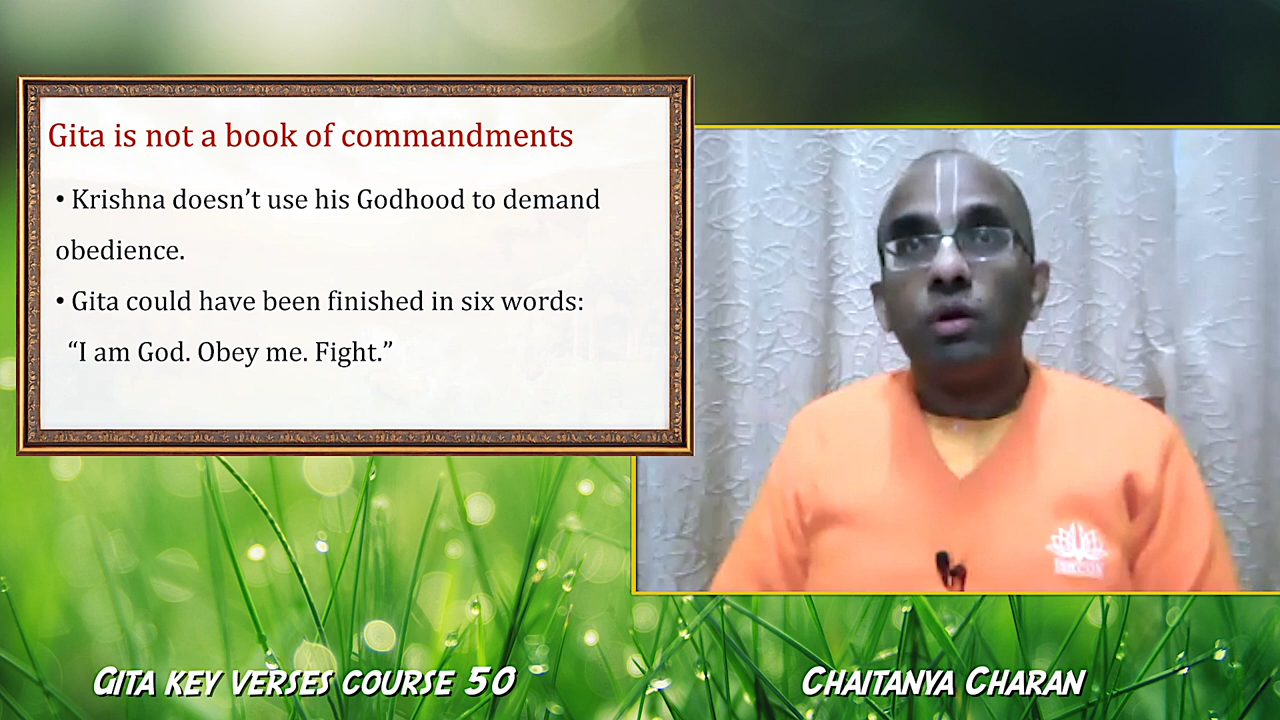 Gita is not a book of commandments
• Krishna doesn’t use his Godhood to demand
obedience.
• Gita could have been finished in six words:
“I am God. Obey me. Fight.”
GITA KEY VERSES COURSE 50
CHAITANYA CHARAN